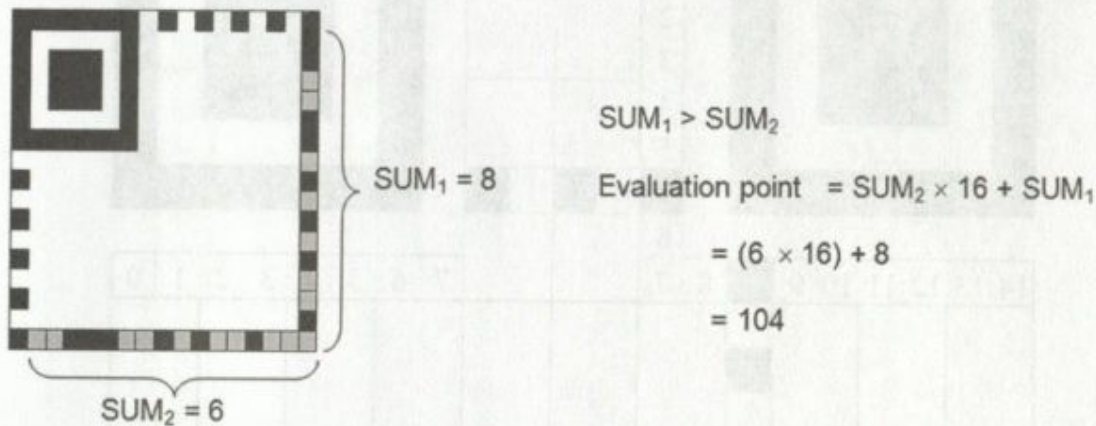 SUM₁ > SUM₂
SUM₁ = 8
Evaluation point = SUM₂ × 16 + SUM₁
= (6 × 16) + 8
= 104
SUM₂ = 6